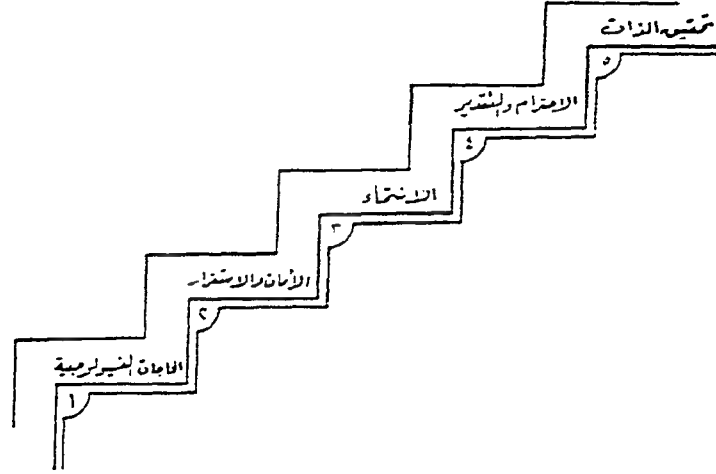 تحقيق الذات
٥
الاحترام والتقدير
٤
الانتماء
٣
الأمان والاستقرار
٢
الحاجات الفسيولوجية
١